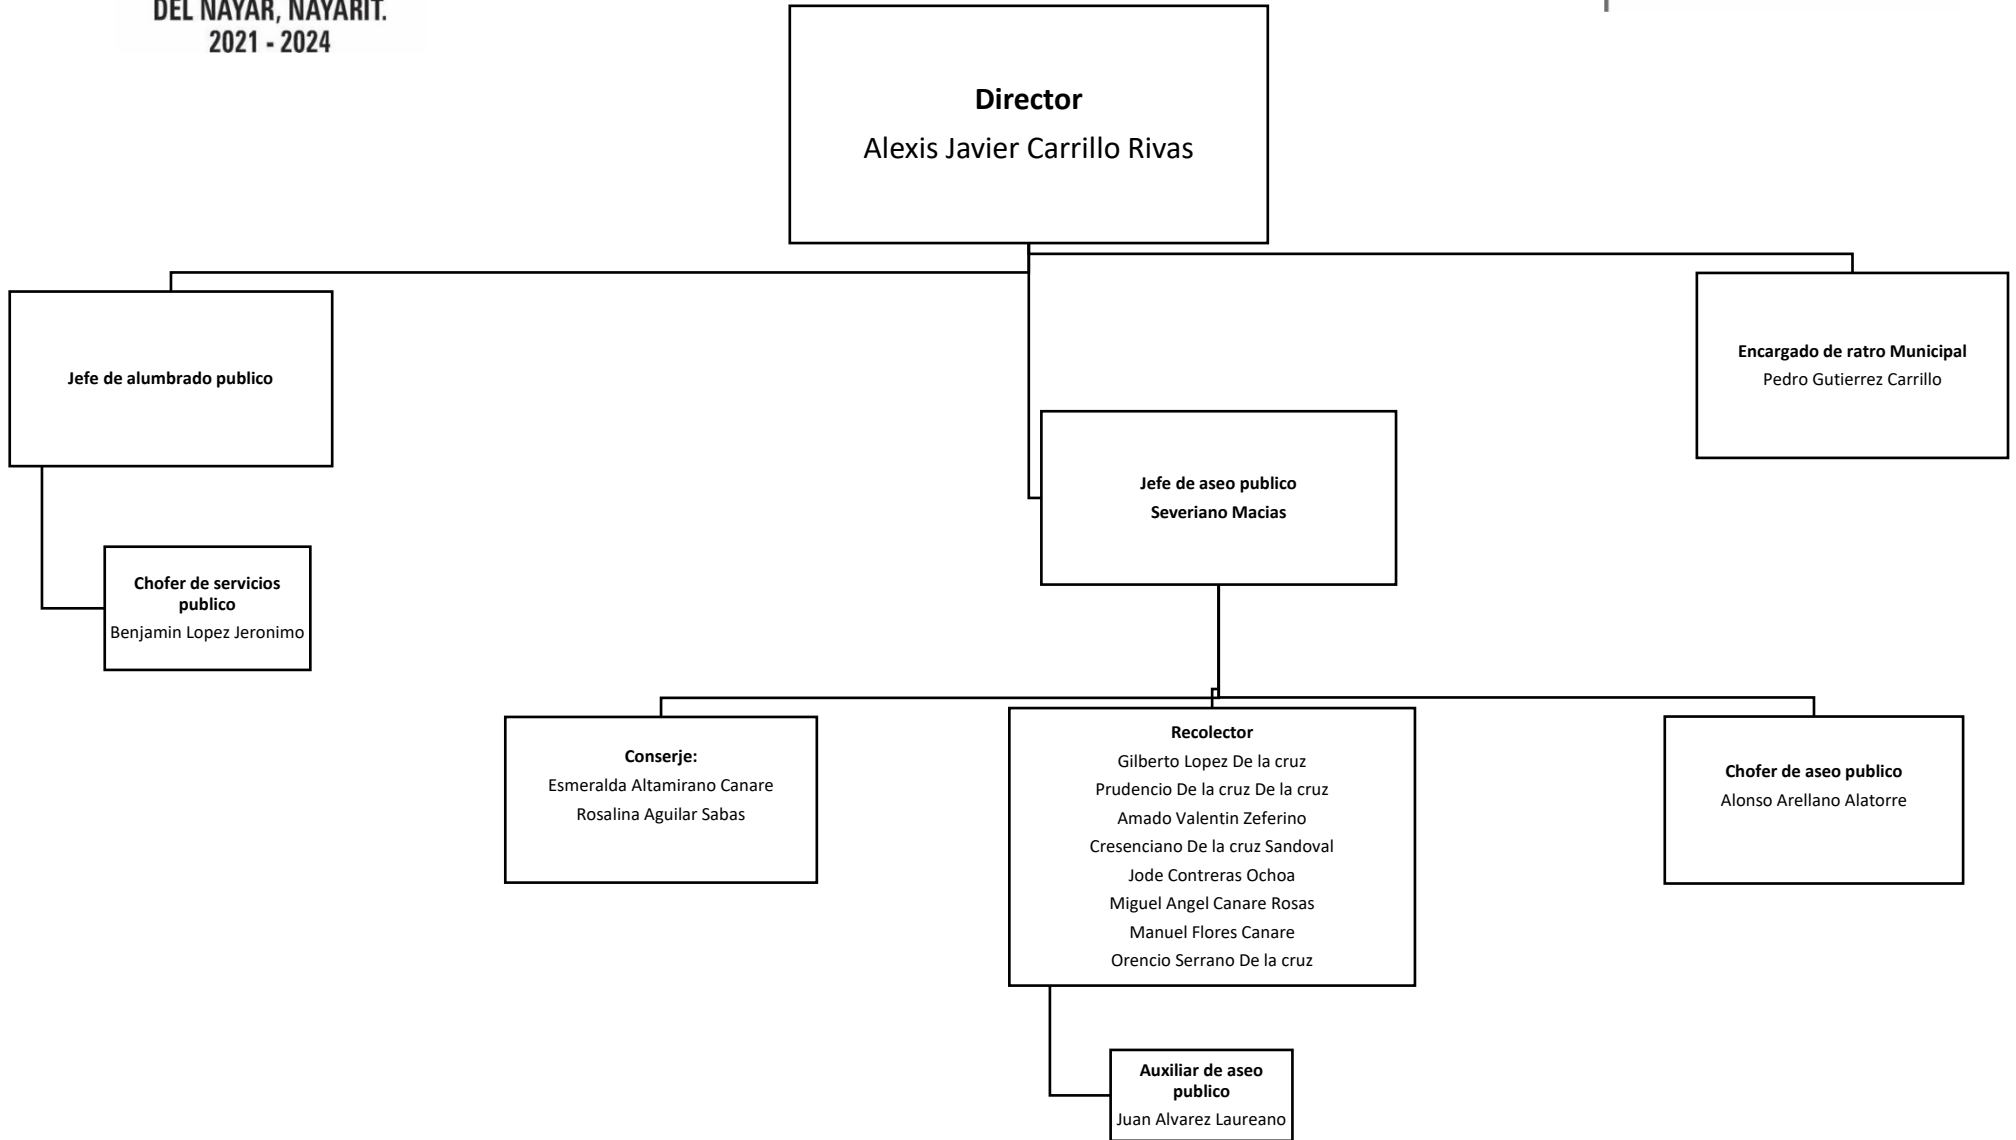 DEL NAYAR, NAYARIT.
2021 - 2024
Director
Alexis Javier Carrillo Rivas
Jefe de alumbrado publico
Encargado de ratro Municipal
Pedro Gutierrez Carrillo
Jefe de aseo publico
Severiano Macias
Chofer de servicios
publico
Benjamin Lopez Jeronimo
Conserje:
Esmeralda Altamirano Canare
Rosalina Aguilar Sabas
Recolector
Gilberto Lopez De la cruz
Prudencio De la cruz De la cruz
Amado Valentin Zeferino
Cresenciano De la cruz Sandoval
Jode Contreras Ochoa
Miguel Angel Canare Rosas
Manuel Flores Canare
Orencio Serrano De la cruz
Chofer de aseo publico
Alonso Arellano Alatorre
Auxiliar de aseo
publico
Juan Alvarez Laureano